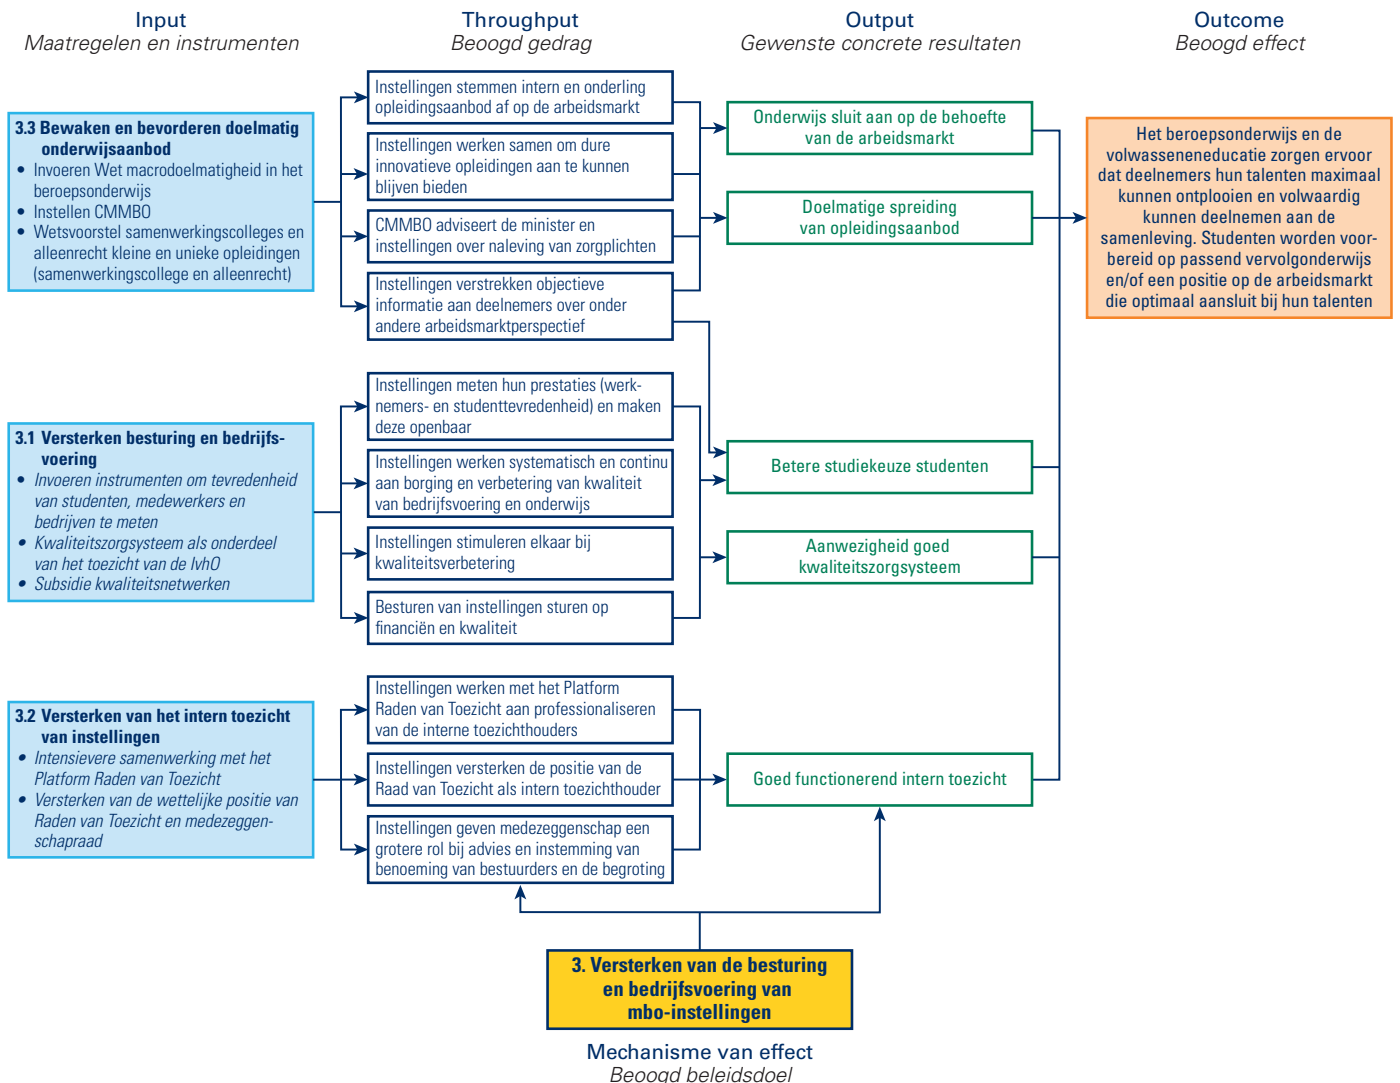 Input
Maatregelen en instrumenten
Throughput
Beoogd gedrag
Output
Gewenste concrete resultaten
Outcome
Beoogd effect
3.3 Bewaken en bevorderen doelmatig
onderwijsaanbod
• Invoeren Wet macrodoelmatigheid in het
beroepsonderwijs
• Instellen CMMBO
• Wetsvoorstel samenwerkingscolleges en
alleenrecht kleine en unieke opleidingen
(samenwerkingscollege en alleenrecht)
Instellingen stemmen intern en onderling
opleidingsaanbod af op de arbeidsmarkt
Instellingen werken samen om dure
innovatieve opleidingen aan te kunnen
blijven bieden
CMMBO adviseert de minister en
instellingen over naleving van zorgplichten
Instellingen verstrekken objectieve
informatie aan deelnemers over onder
andere arbeidsmarktperspectief
Onderwijs sluit aan op de behoefte
van de arbeidsmarkt
Doelmatige spreiding
van opleidingsaanbod
Het beroepsonderwijs en de
volwasseneneducatie zorgen ervoor
dat deelnemers hun talenten maximaal
kunnen ontplooien en volwaardig
kunnen deelnemen aan de
samenleving. Studenten worden voor-
bereid op passend vervolgonderwijs
en/of een positie op de arbeidsmarkt
die optimaal aansluit bij hun talenten
3.1 Versterken besturing en bedrijfs-
voering
• Invoeren instrumenten om tevredenheid
van studenten, medewerkers en
bedrijven te meten
• Kwaliteitszorgsysteem als onderdeel
van het toezicht van de IvhO
• Subsidie kwaliteitsnetwerken
Instellingen meten hun prestaties (werk-
nemers- en studenttevredenheid) en maken
deze openbaar
Instellingen werken systematisch en continu
aan borging en verbetering van kwaliteit
van bedrijfsvoering en onderwijs
Instellingen stimuleren elkaar bij
kwaliteitsverbetering
Besturen van instellingen sturen op
financiën en kwaliteit
Betere studiekeuze studenten
Aanwezigheid goed
kwaliteitszorgsysteem
3.2 Versterken van het intern toezicht
van instellingen
• Intensievere samenwerking met het
Platform Raden van Toezicht
• Versterken van de wettelijke positie van
Raden van Toezicht en medezeggen-
schapraad
Instellingen werken met het Platform
Raden van Toezicht aan professionaliseren
van de interne toezichthouders
Instellingen versterken de positie van de
Raad van Toezicht als intern toezichthouder
Instellingen geven medezeggenschap een
grotere rol bij advies en instemming van
benoeming van bestuurders en de begroting
Goed functionerend intern toezicht
3. Versterken van de besturing
en bedrijfsvoering van
mbo-instellingen
Mechanisme van effect
Beoogd beleidsdoel